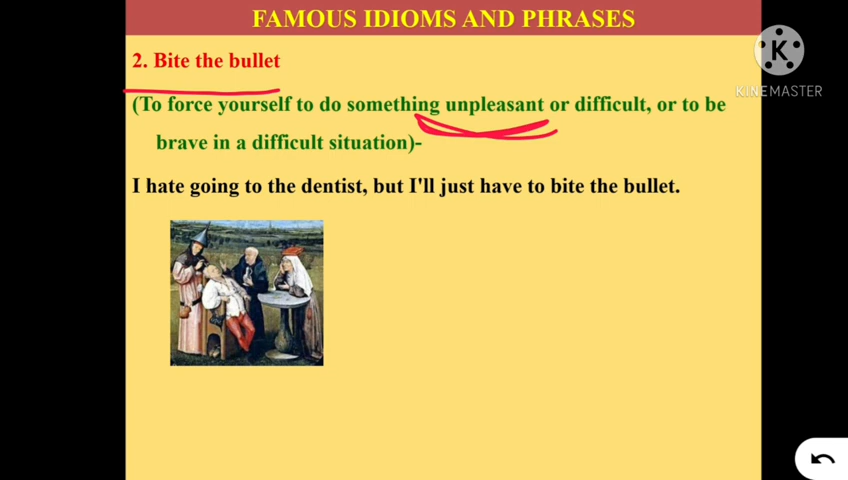 FAMOUS IDIOMS AND PHRASES
K
KINEMASTER
2. Bite the bullet
(To force yourself to do something unpleasant or difficult, or to be
brave in a difficult situation)-
I hate going to the dentist, but I'll just have to bite the bullet.